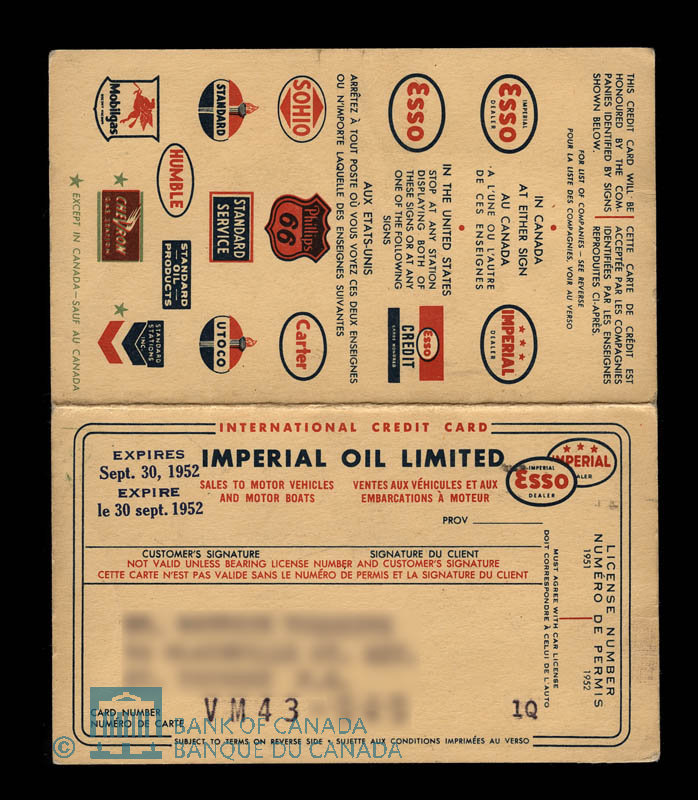 THIS CREDIT CARD WILL BE
HONOURED BY THE COM-
PANIES IDENTIFIED BY SIGNS
SHOWN BELOW.
CETTE CARTE DE CRÉDIT EST
ACCEPTÉE PAR LES COMPAGNIES
IDENTIFIÉES PAR LES ENSEIGNES
REPRODUITES CI-APRÈS.
FOR LIST OF COMPANIES – SEE REVERSE
POUR LA LISTE DES COMPAGNIES, VOIR AU VERSO
IMPERIAL
ESSO
DEALER
IN CANADA
AT EITHER SIGN
•
AU CANADA
À L'UNE OU L'AUTRE
DE CES ENSEIGNES
IMPERIAL
DEALER
ESSO
IN THE UNITED STATES
STOP AT ANY STATION
DISPLAYING BOTH OF
THESE SIGNS OR AT ANY
ONE OF THE FOLLOWING
SIGNS
ESSO
CREDIT
CARDS HONORED
•
AUX ETATS-UNIS
ARRÊTEZ À TOUT POSTE OÙ VOUS VOYEZ CES DEUX ENSEIGNES
OU N'IMPORTE LAQUELLE DES ENSEIGNES SUIVANTES
SOHIO
Phillips
66
Carter
STANDARD
STANDARD
SERVICE
UTOCO
HUMBLE
STANDARD
OIL
PRODUCTS
Mobilgas
SOCONY-VACUUM
CHEVRON
GAS STATION
STANDARD
STATIONS
INC.
★ EXCEPT IN CANADA – SAUF AU CANADA
INTERNATIONAL CREDIT CARD
EXPIRES
Sept. 30, 1952
EXPIRE
le 30 sept. 1952
IMPERIAL OIL LIMITED
SALES TO MOTOR VEHICLES
AND MOTOR BOATS
VENTES AUX VÉHICULES ET AUX
EMBARCATIONS À MOTEUR
IMPERIAL
ESSO
DEALER
IMPERIAL
DEALER
PROV
CUSTOMER'S SIGNATURE SIGNATURE DU CLIENT
NOT VALID UNLESS BEARING LICENSE NUMBER AND CUSTOMER'S SIGNATURE
CETTE CARTE N'EST PAS VALIDE SANS LE NUMÉRO DE PERMIS ET LA SIGNATURE DU CLIENT
LICENSE NUMBER
NUMÉRO DE PERMIS
1951 1952
MUST AGREE WITH CAR LICENSE
DOIT CORRESPONDRE À CELUI DE L'AUTO
CARD NUMBER
NUMÉRO DE CARTE
VM43
1Q
SUBJECT TO TERMS ON REVERSE SIDE • SUJETTE AUX CONDITIONS IMPRIMÉES AU VERSO
© BANK OF CANADA
BANQUE DU CANADA